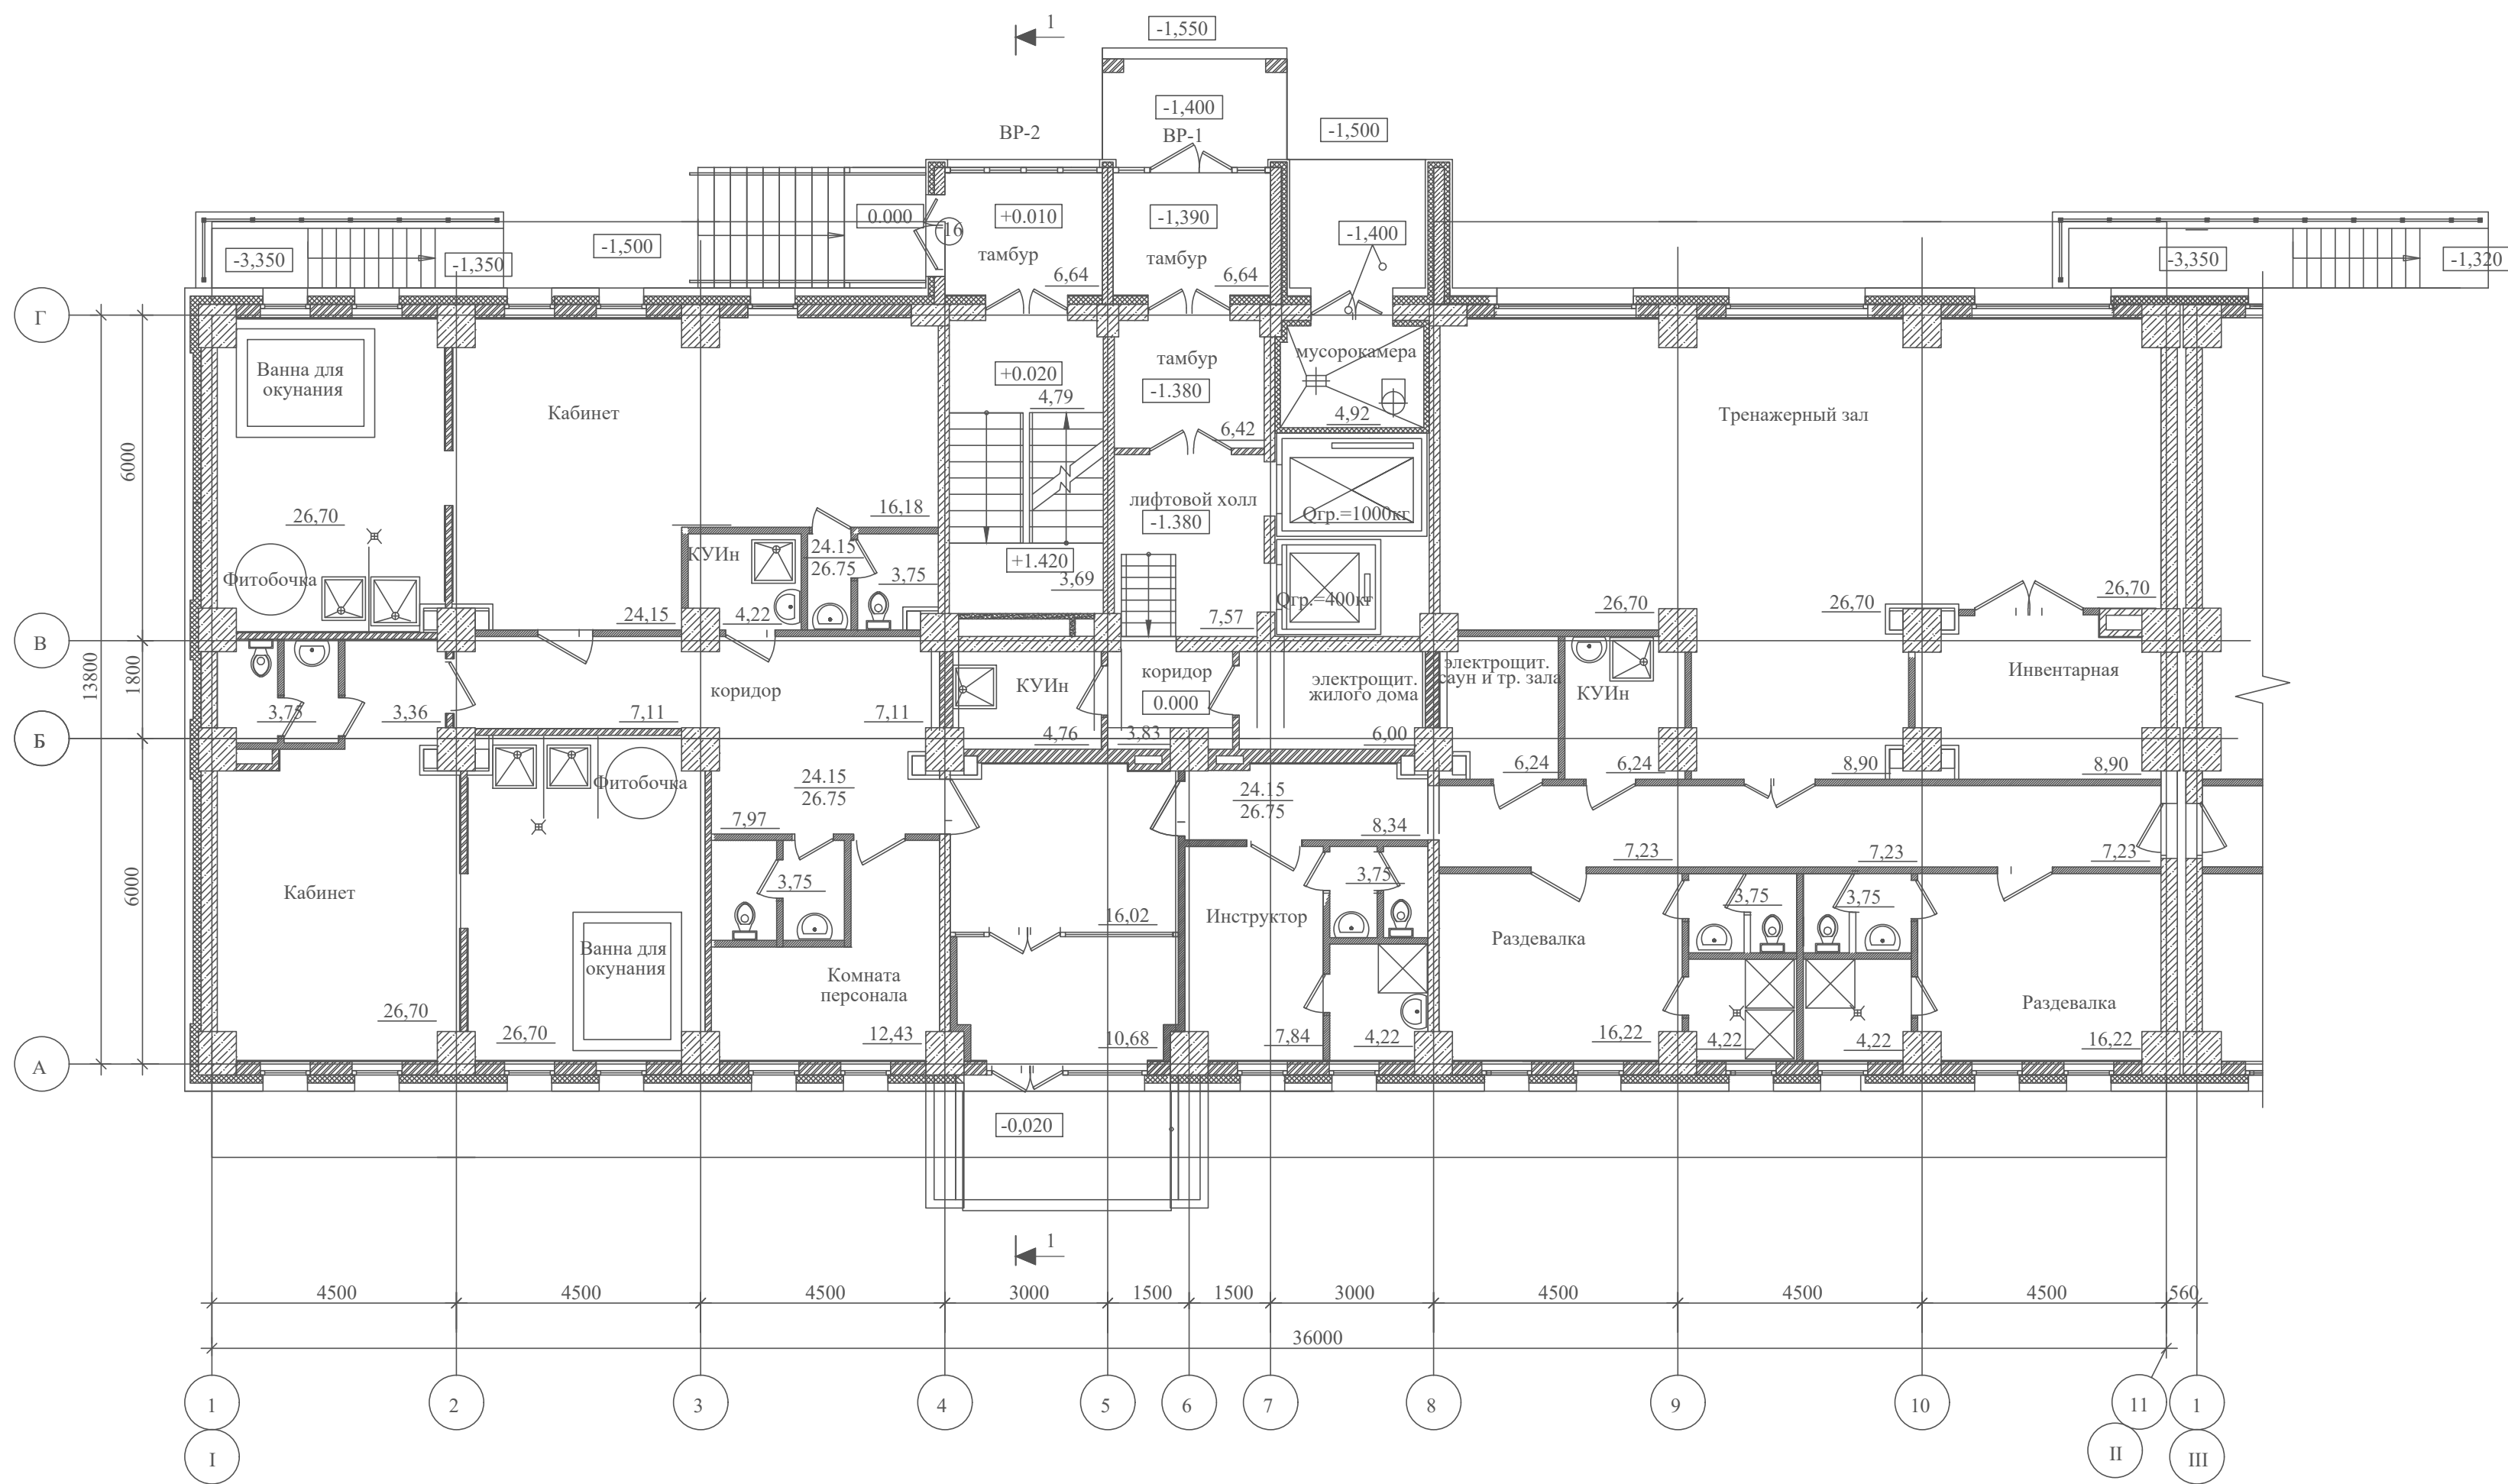 1
-1,550
-1,400
ВР-2
ВР-1
-1,500
0.000
16
+0.010
-1,390
-1,400
тамбур
тамбур
6,64
6,64
-3,350
-1,350
-1,500
-3,350
-1,320
Г
Ванна для
окунания
Кабинет
+0.020
4,79
тамбур
-1.380
6,42
мусорокамера
4,92
Тренажерный зал
6000
26,70
16,18
лифтовой холл
-1.380
Qгр.=1000кг
Фитобочка
КУИн
24.15
26.75
3,75
+1.420
3,69
Qгр.=400кг
24,15
4,22
7,57
26,70
26,70
26,70
В
13800
1800
3,75
3,36
7,11
коридор
7,11
КУИн
4,76
коридор
0.000
3,83
электрощит.
жилого дома
6,00
электрощит.
саун и тр. зала
КУИн
Инвентарная
6,24
6,24
8,90
8,90
Б
Фитобочка
24.15
26.75
7,97
24.15
26.75
8,34
7,23
7,23
7,23
6000
Кабинет
3,75
16,02
Инструктор
3,75
Раздевалка
3,75
3,75
Ванна для
окунания
Комната
персонала
Раздевалка
26,70
26,70
12,43
10,68
7,84
4,22
16,22
4,22
4,22
16,22
А
-0,020
1
4500
4500
4500
3000
1500
1500
3000
4500
4500
4500
560
36000
1
2
3
4
5
6
7
8
9
10
11
1
I
II
III